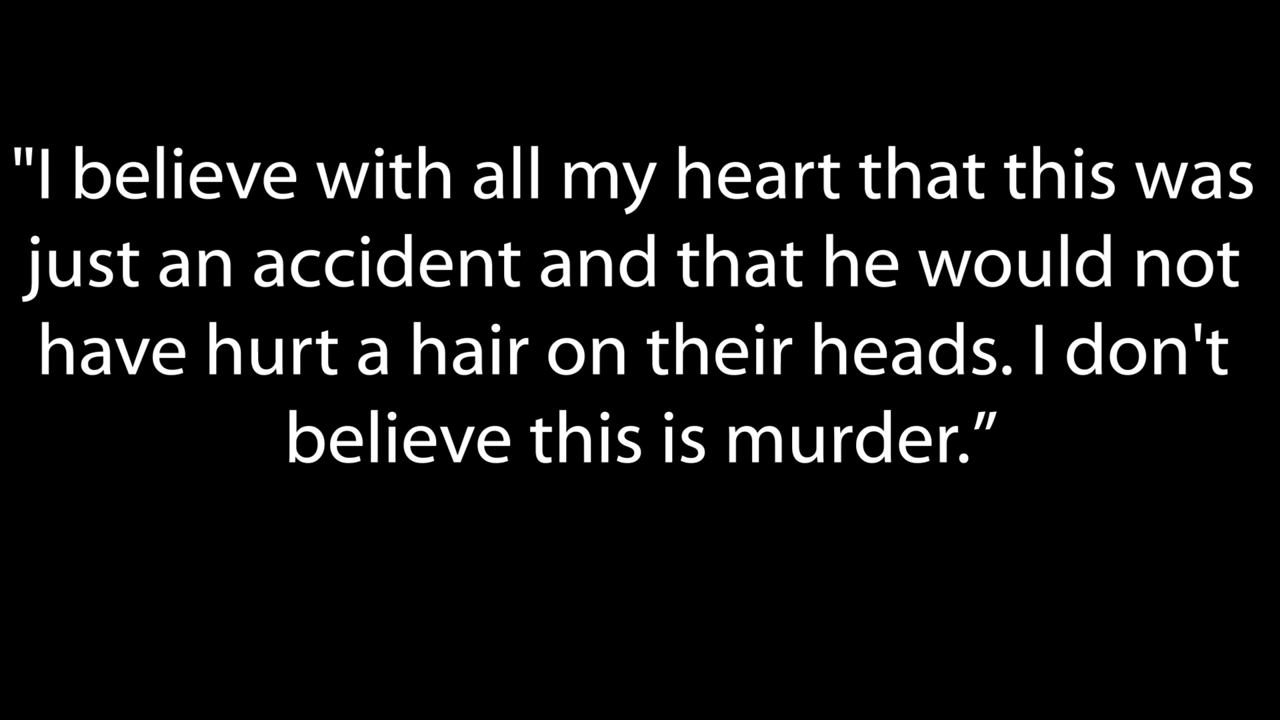 "I believe with all my heart that this was
just an accident and that he would not
have hurt a hair on their heads. I don't
believe this is murder.”